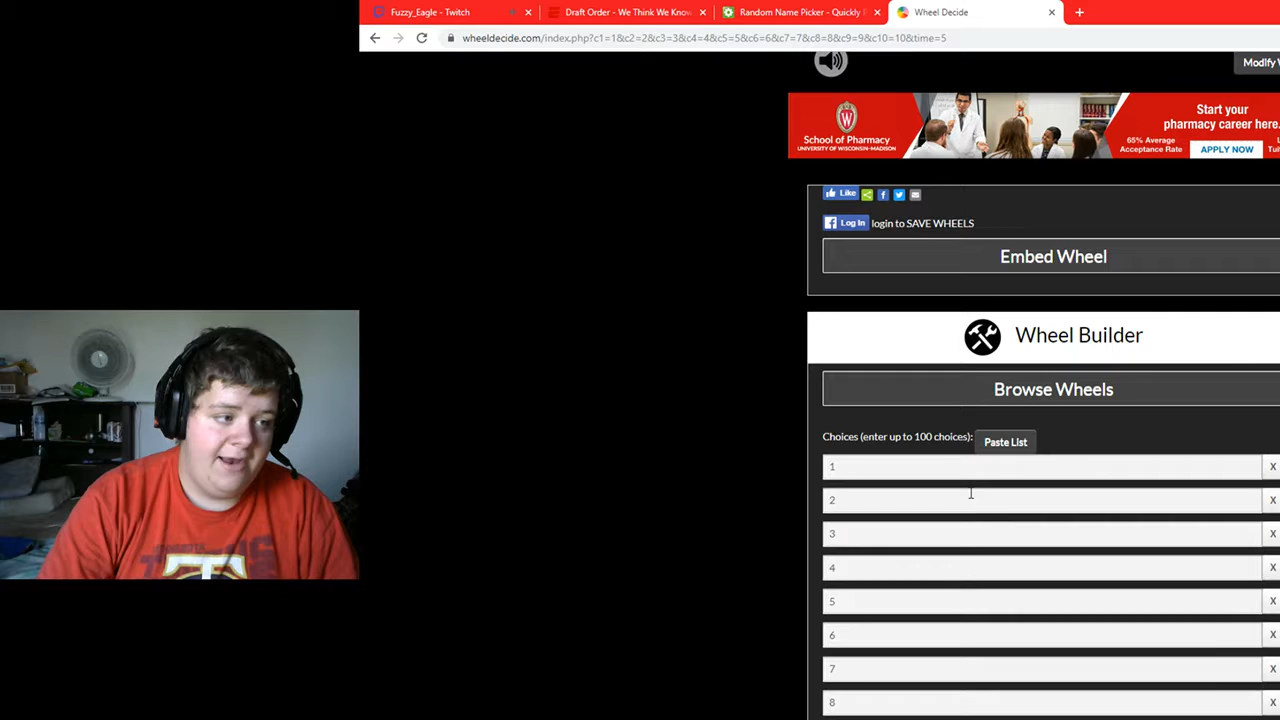 Fuzzy_Eagle - Twitch
Draft Order - We Think We Know
Random Name Picker - Quickly P
Wheel Decide
wheeldecide.com/index.php?c1=1&c2=2&c3=3&c4=4&c5=5&c6=6&c7=7&c8=8&c9=9&c10=10&time=5
Modify
W
School of Pharmacy
UNIVERSITY OF WISCONSIN-MADISON
Start your
pharmacy career here.
65% Average
Acceptance Rate
APPLY NOW
Like
Log In login to SAVE WHEELS
Embed Wheel
Wheel Builder
Browse Wheels
Choices (enter up to 100 choices): Paste List
1 X
2 X
3 X
4 X
5 X
6 X
7 X
8 X